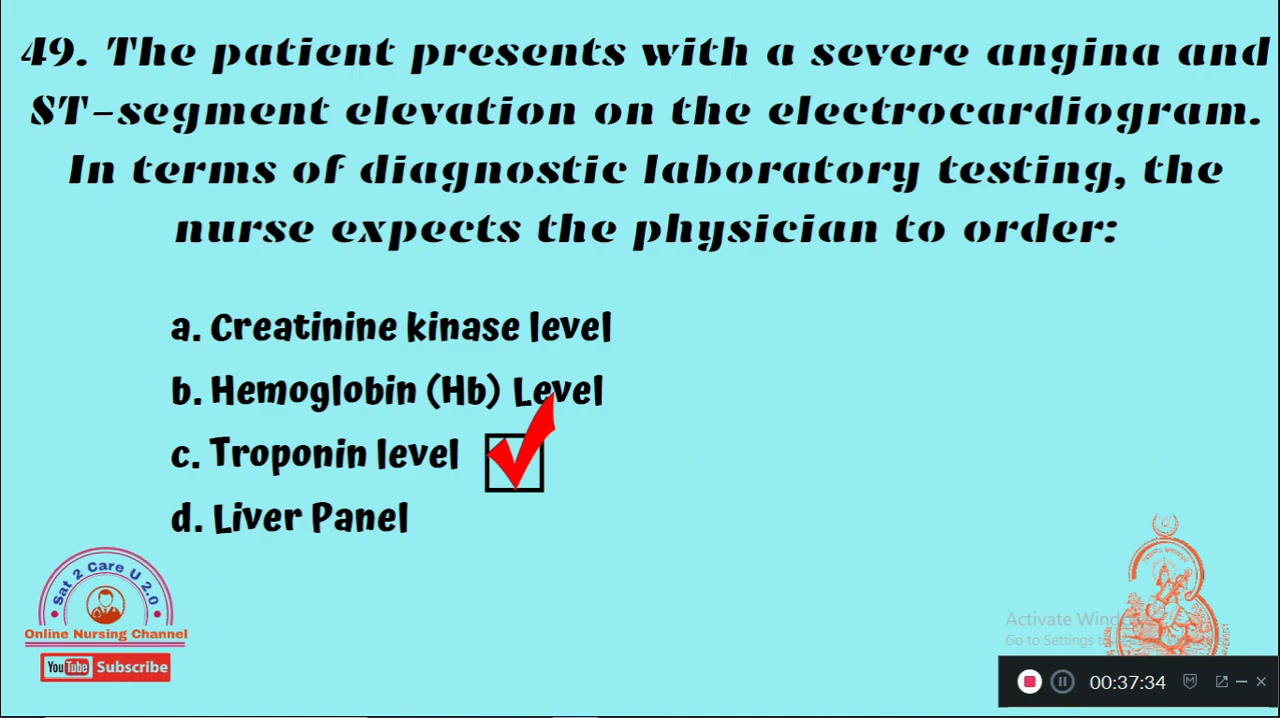 49. The patient presents with a severe angina and
ST-segment elevation on the electrocardiogram.
In terms of diagnostic laboratory testing, the
nurse expects the physician to order:
a. Creatinine kinase level
b. Hemoglobin (Hb) Level
c. Troponin level
d. Liver Panel
Sat 2 Care U 2.0
Online Nursing Channel
YouTube Subscribe
Activate Wind
Go to Settings t
00:37:34